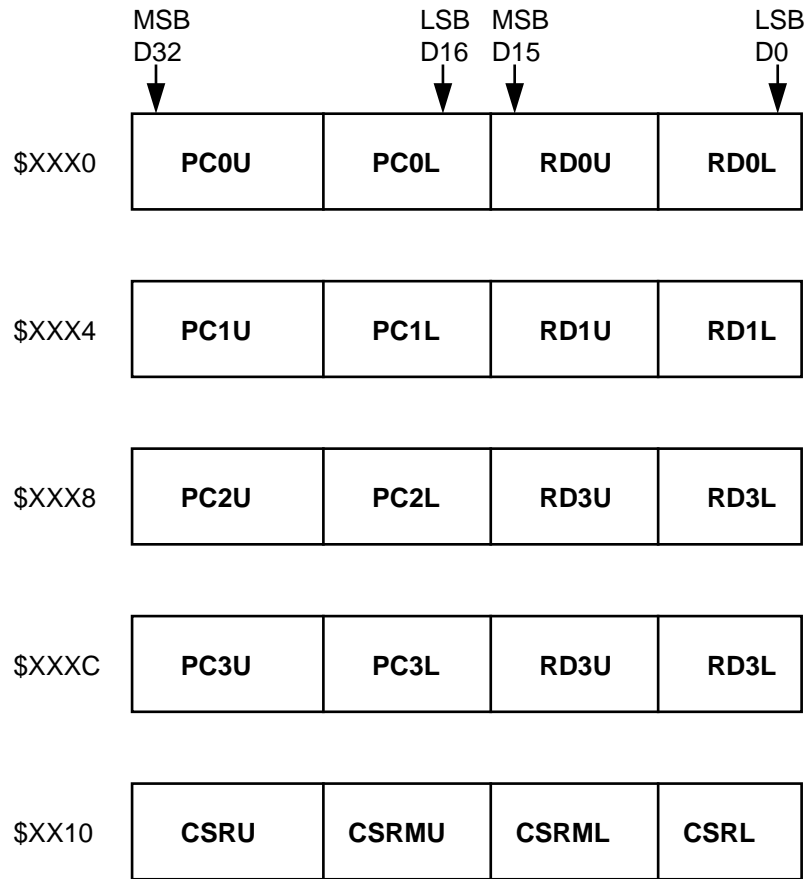 MSB LSB MSB LSB
D32 D16 D15 D0
$XXX0 PC0U PC0L RD0U RD0L
$XXX4 PC1U PC1L RD1U RD1L
$XXX8 PC2U PC2L RD3U RD3L
$XXXC PC3U PC3L RD3U RD3L
$XX10 CSRU CSRMU CSRML CSRL